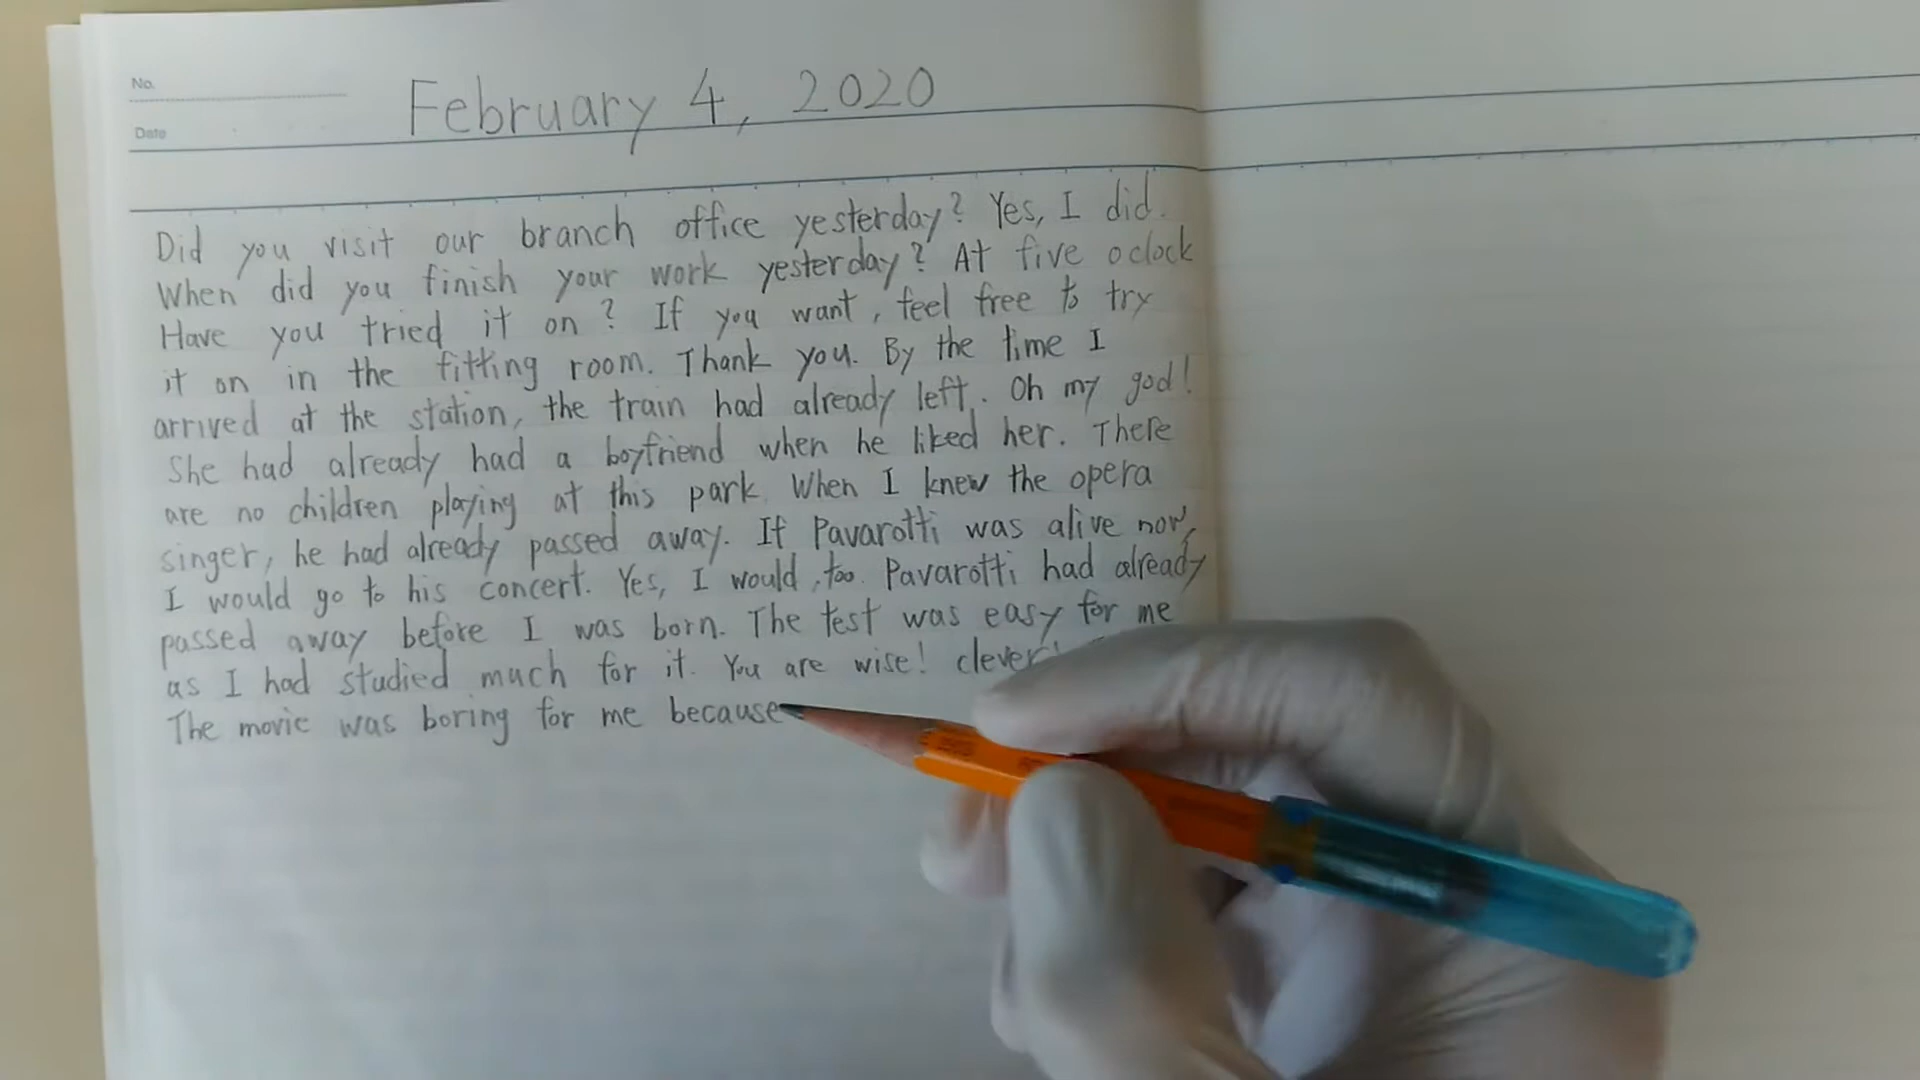 No.
February 4, 2020
Date
Did you visit our branch office yesterday? Yes, I did.
When did you finish your work yesterday? At five oclock
Have you tried it on? If you want, feel free to try
it on in the fitting room. Thank you. By the time I
arrived at the station, the train had already left. Oh my god!
She had already had a boyfriend when he liked her. There
are no children playing at this park. When I knew the opera
singer, he had already passed away. If Pavarotti was alive now,
I would go to his concert. Yes, I would, too. Pavarotti had already
passed away before I was born. The test was easy for me
as I had studied much for it. You are wise! clever!
The movie was boring for me because